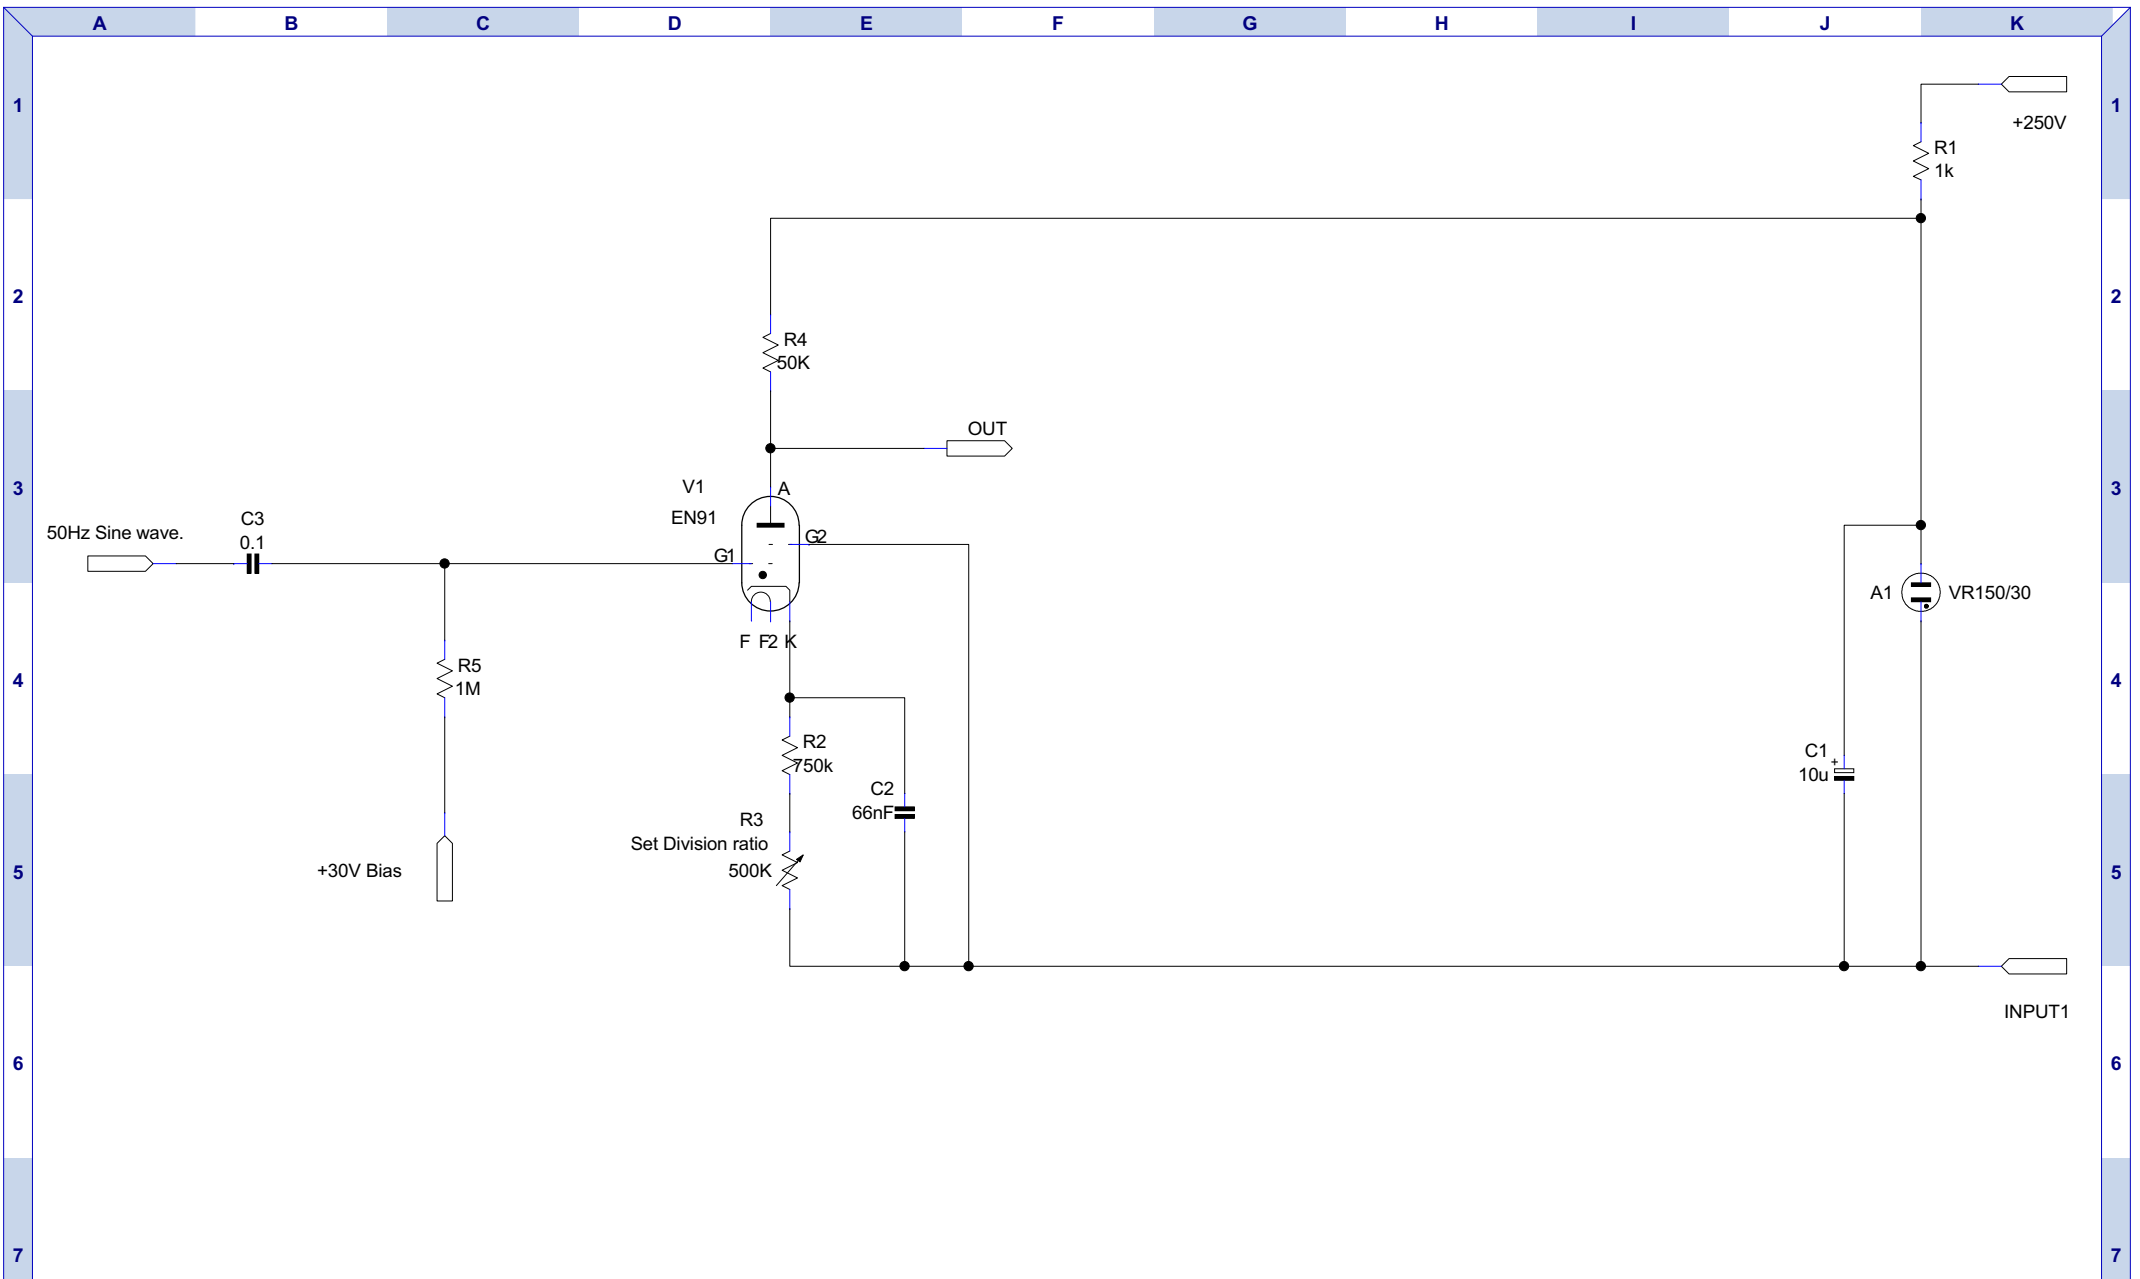 A B C D E F G H I J K
1 1
+250V
R1
1k
2 2
R4
50K
OUT
V1
A
3 3
EN91
C3
50Hz Sine wave.
0.1
G2
G1
A1
VR150/30
F F2 K
R5
4 4
1M
R2
C1
+
750k
10u
C2
66nF
R3
Set Division ratio
5 5
+30V Bias
500K
INPUT1
6 6
7 7